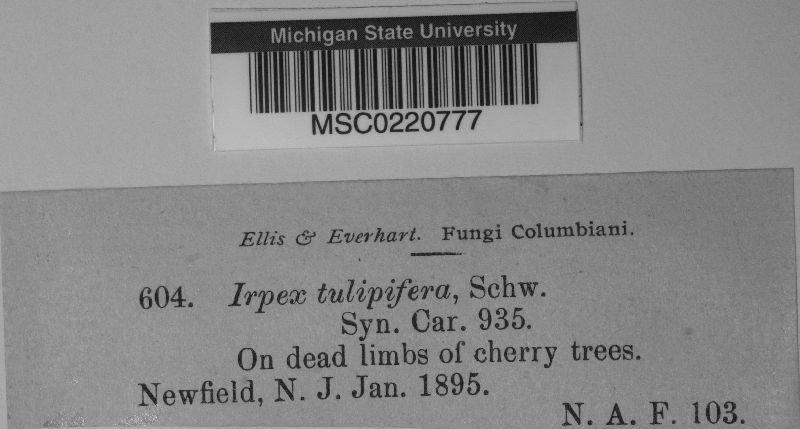 Michigan State University
MSC0220777
Ellis & Everhart. Fungi Columbiani.
604. Irpex tulipifera, Schw.
Syn. Car. 935.
On dead limbs of cherry trees.
Newfield, N. J. Jan. 1895.
N. A. F. 103.